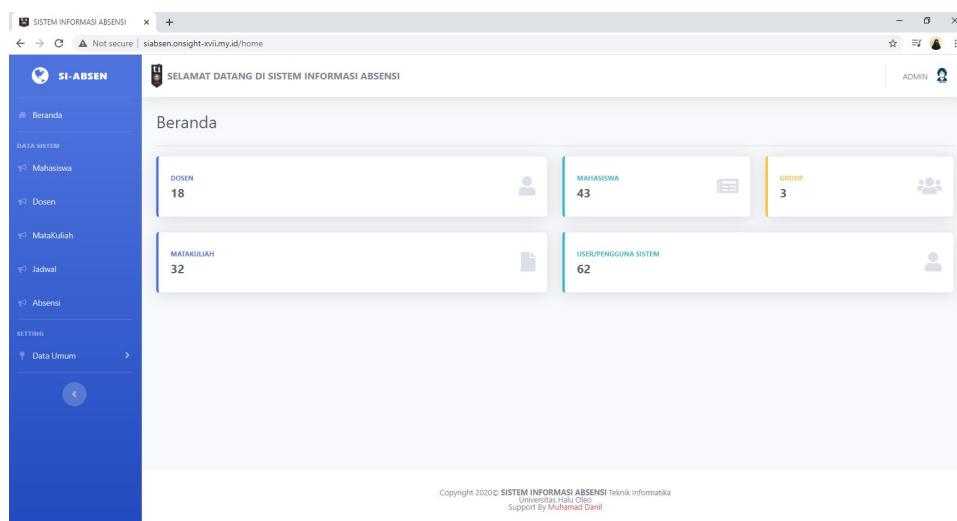 SISTEM INFORMASI ABSENSI
Not secure | siabsen.onsight-xvii.my.id/home
SI-ABSEN
SELAMAT DATANG DI SISTEM INFORMASI ABSENSI
ADMIN
Beranda
Beranda
DATA SISTEM
Mahasiswa
Dosen
MataKuliah
Jadwal
Absensi
SETTING
Data Umum
DOSEN
18
MAHASISWA
43
GROUP
3
MATAKULIAH
32
USER/PENGGUNA SISTEM
62
Copyright 2020© SISTEM INFORMASI ABSENSI Teknik Informatika
Universitas Halu Oleo
Support By Muhamad Danil